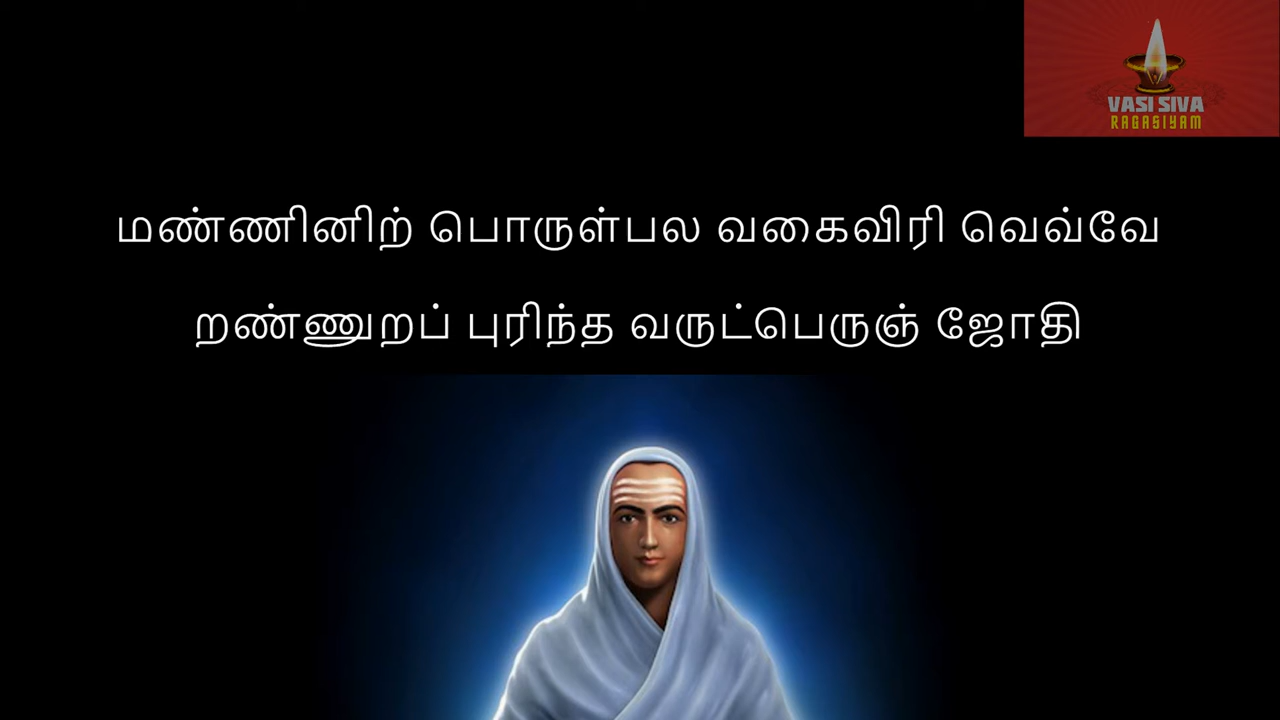 VASI SIVA
RAGASIYAM
மண்ணினிற் பொருள்பல வகைவிரி வெவ்வே
றண்ணுறப் புரிந்த வருட்பெருஞ் ஜோதி